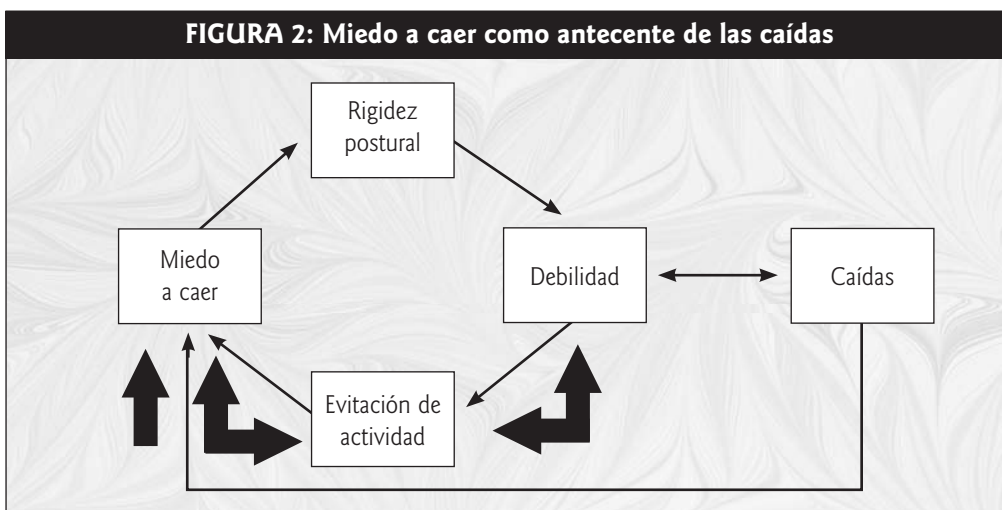 FIGURA 2: Miedo a caer como antecente de las caídas
Rigidez
postural
Miedo
a caer
Debilidad
Caídas
Evitación de
actividad